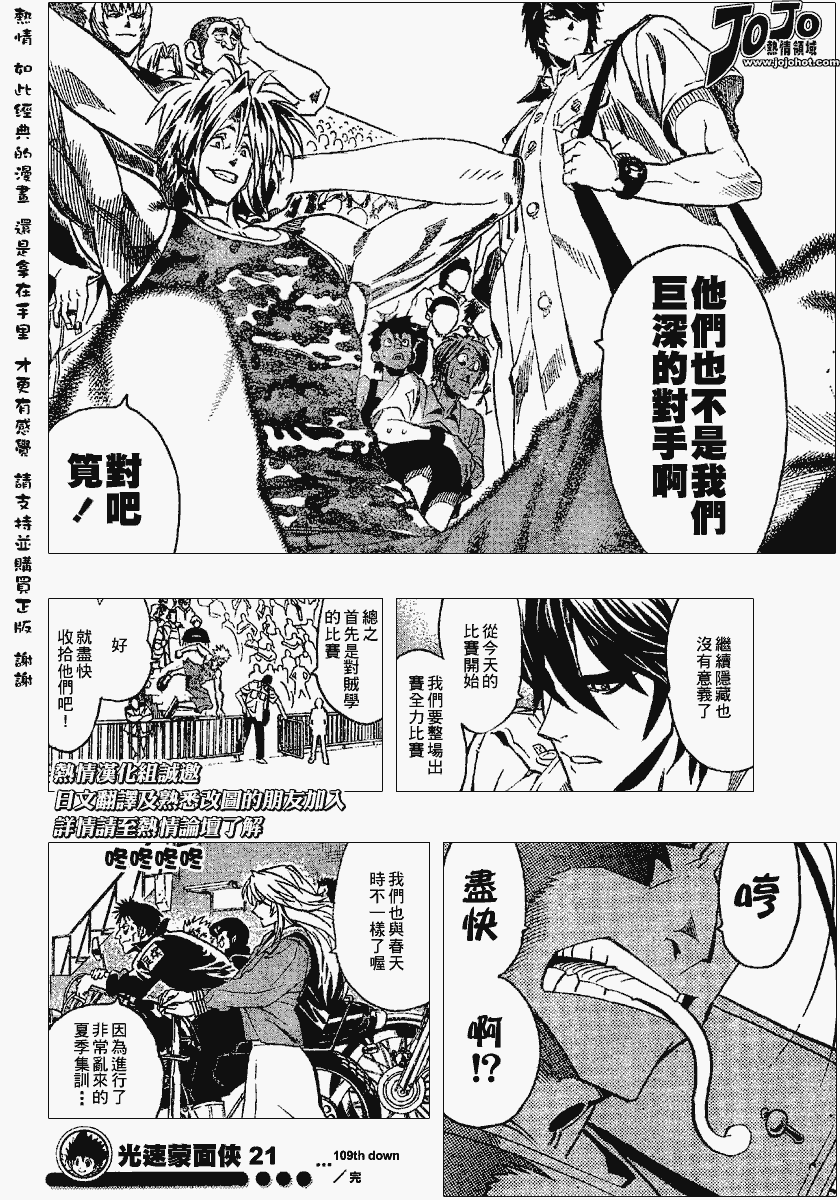 JOJO
熱情領域
www.jojohot.com
熱情 如此經典的漫畫 還是拿在手里 才更有感覺 請支持並購買正版 謝謝
他們也不是我們
巨深的對手啊
對吧
筧！
繼續隱藏也
沒有意義了
從今天的
比賽開始
我們要整場出
賽全力比賽
總之
首先是對賊學
的比賽
好
就盡快
收拾他們吧！
熱情漢化組誠邀
日文翻譯及熟悉改圖的朋友加入
詳情請至熱情論壇了解
哼
盡快
啊!?
咚咚咚咚
我們也與春天
時不一樣了喔
因為進行了
非常亂來的
夏季集訓…
光速蒙面俠 21
... 109th down
／完